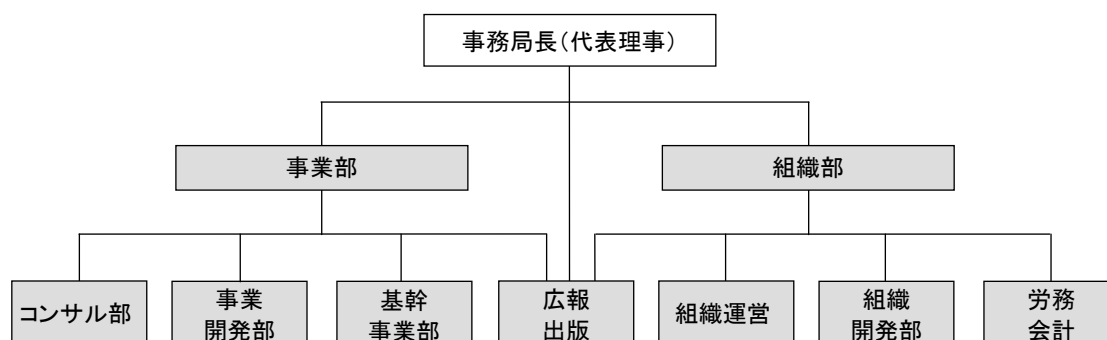 事務局長（代表理事）
事業部
組織部
コンサル部
事業
開発部
基幹
事業部
広報
出版
組織運営
組織
開発部
労務
会計